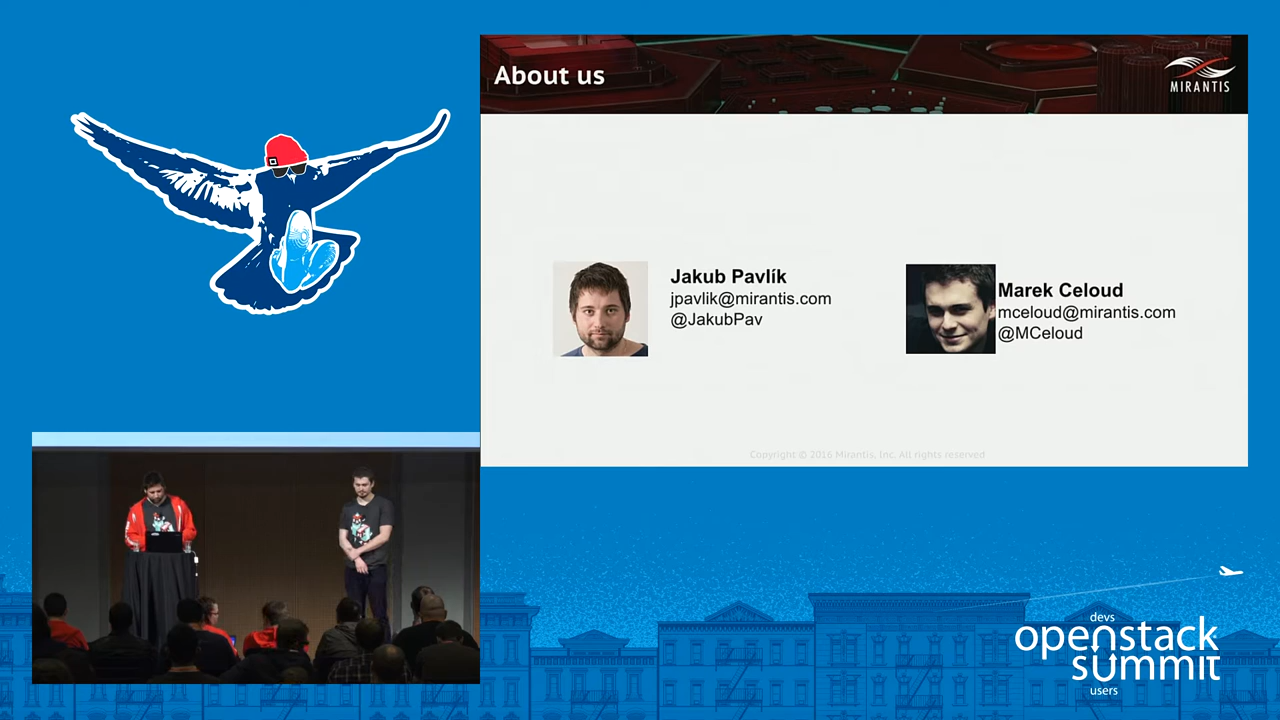 About us
MIRANTIS
Jakub Pavlík
jpavlik@mirantis.com
@JakubPav
Marek Celoud
mceloud@mirantis.com
@MCeloud
Copyright © 2016 Mirantis, Inc. All rights reserved
devs
openstack
summit
users